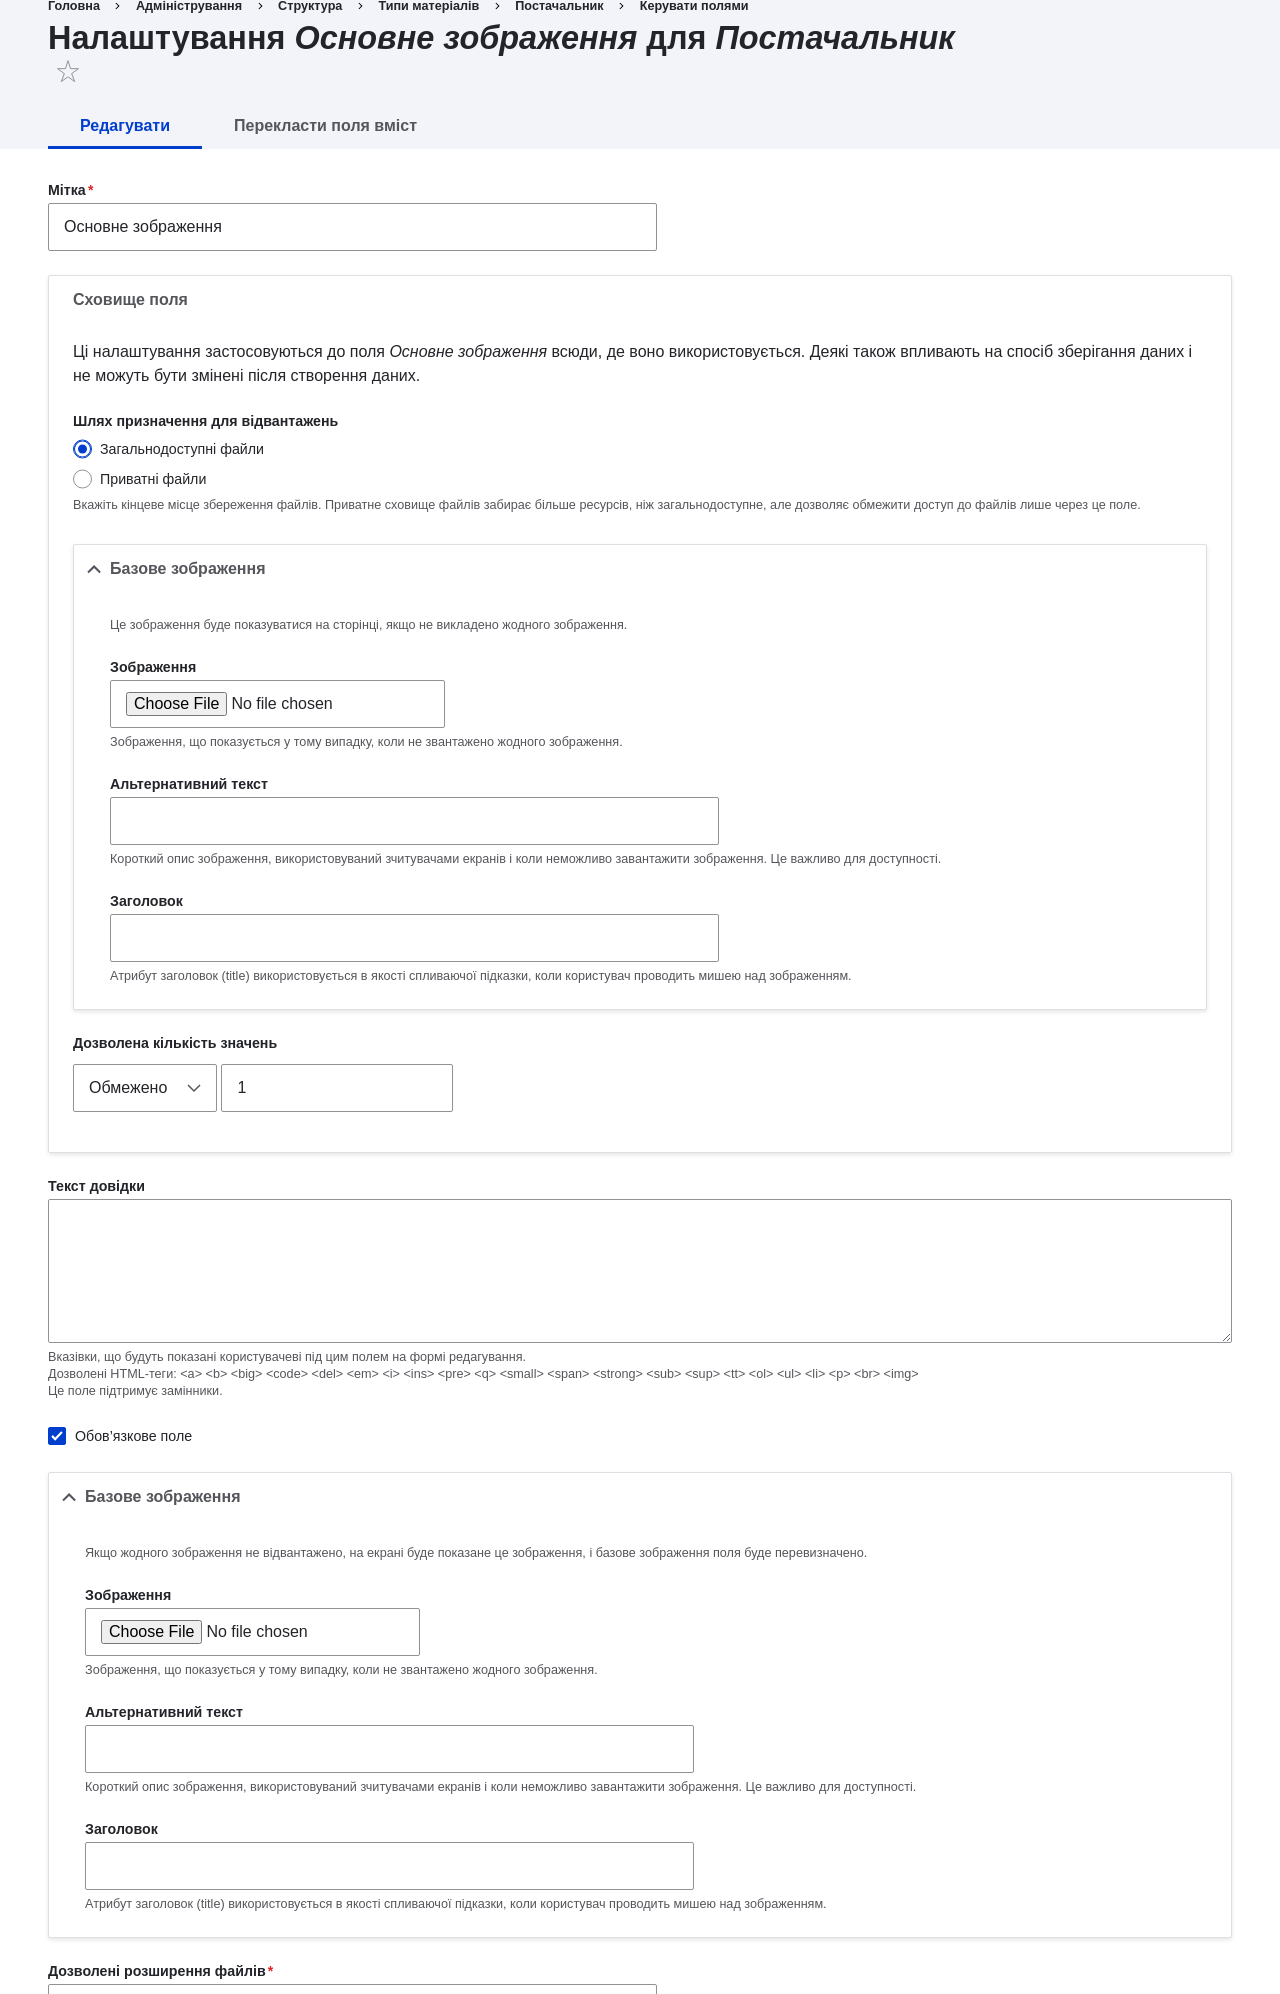 Головна › Адміністрування › Структура › Типи матеріалів › Постачальник › Керувати полями
Налаштування Основне зображення для Постачальник
Редагувати
Перекласти поля вміст
Мітка*
Основне зображення
Сховище поля
Ці налаштування застосовуються до поля Основне зображення всюди, де воно використовується. Деякі також впливають на спосіб зберігання даних і
не можуть бути змінені після створення даних.
Шлях призначення для відвантажень
Загальнодоступні файли
Приватні файли
Вкажіть кінцеве місце збереження файлів. Приватне сховище файлів забирає більше ресурсів, ніж загальнодоступне, але дозволяє обмежити доступ до файлів лише через це поле.
Базове зображення
Це зображення буде показуватися на сторінці, якщо не викладено жодного зображення.
Зображення
Choose File No file chosen
Зображення, що показується у тому випадку, коли не звантажено жодного зображення.
Альтернативний текст
Короткий опис зображення, використовуваний зчитувачами екранів і коли неможливо завантажити зображення. Це важливо для доступності.
Заголовок
Атрибут заголовок (title) використовується в якості спливаючої підказки, коли користувач проводить мишею над зображенням.
Дозволена кількість значень
Обмежено 1
Текст довідки
Вказівки, що будуть показані користувачеві під цим полем на формі редагування.
Дозволені HTML-теги: <a> <b> <big> <code> <del> <em> <i> <ins> <pre> <q> <small> <span> <strong> <sub> <sup> <tt> <ol> <ul> <li> <p> <br> <img>
Це поле підтримує замінники.
Обов’язкове поле
Базове зображення
Якщо жодного зображення не відвантажено, на екрані буде показане це зображення, і базове зображення поля буде перевизначено.
Зображення
Choose File No file chosen
Зображення, що показується у тому випадку, коли не звантажено жодного зображення.
Альтернативний текст
Короткий опис зображення, використовуваний зчитувачами екранів і коли неможливо завантажити зображення. Це важливо для доступності.
Заголовок
Атрибут заголовок (title) використовується в якості спливаючої підказки, коли користувач проводить мишею над зображенням.
Дозволені розширення файлів*